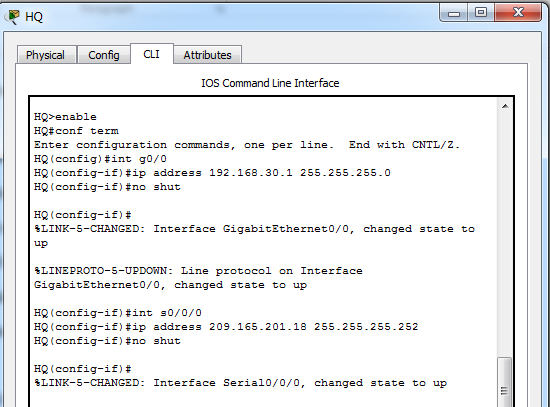 HQ
Physical Config CLI Attributes
IOS Command Line Interface
HQ>enable
HQ#conf term
Enter configuration commands, one per line.  End with CNTL/Z.
HQ(config)#int g0/0
HQ(config-if)#ip address 192.168.30.1 255.255.255.0
HQ(config-if)#no shut
HQ(config-if)#
%LINK-5-CHANGED: Interface GigabitEthernet0/0, changed state to
up
%LINEPROTO-5-UPDOWN: Line protocol on Interface
GigabitEthernet0/0, changed state to up
HQ(config-if)#int s0/0/0
HQ(config-if)#ip address 209.165.201.18 255.255.255.252
HQ(config-if)#no shut
HQ(config-if)#
%LINK-5-CHANGED: Interface Serial0/0/0, changed state to up